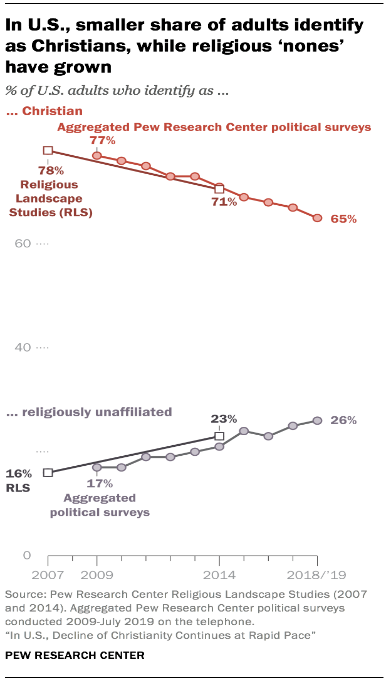 In U.S., smaller share of adults identify
as Christians, while religious ‘nones’
have grown
% of U.S. adults who identify as ...
... Christian
Aggregated Pew Research Center political surveys
77%
78%
Religious
Landscape
Studies (RLS)
71%
65%
60
40
... religiously unaffiliated
23%
26%
16%
RLS
17%
Aggregated
political surveys
0
2007 2009 2014 2018/’19
Source: Pew Research Center Religious Landscape Studies (2007
and 2014). Aggregated Pew Research Center political surveys
conducted 2009-July 2019 on the telephone.
“In U.S., Decline of Christianity Continues at Rapid Pace”
PEW RESEARCH CENTER